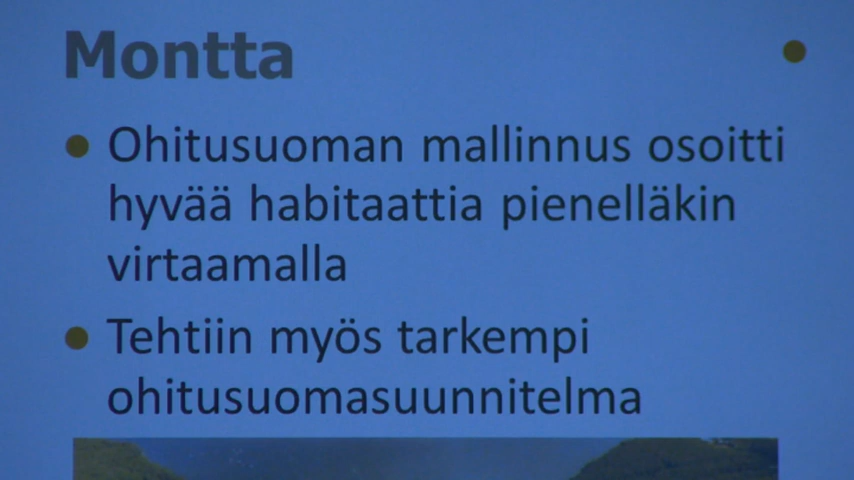 Montta
Ohitusuoman mallinnus osoitti
hyvää habitaattia pienelläkin
virtaamalla
Tehtiin myös tarkempi
ohitusuomasuunnitelma